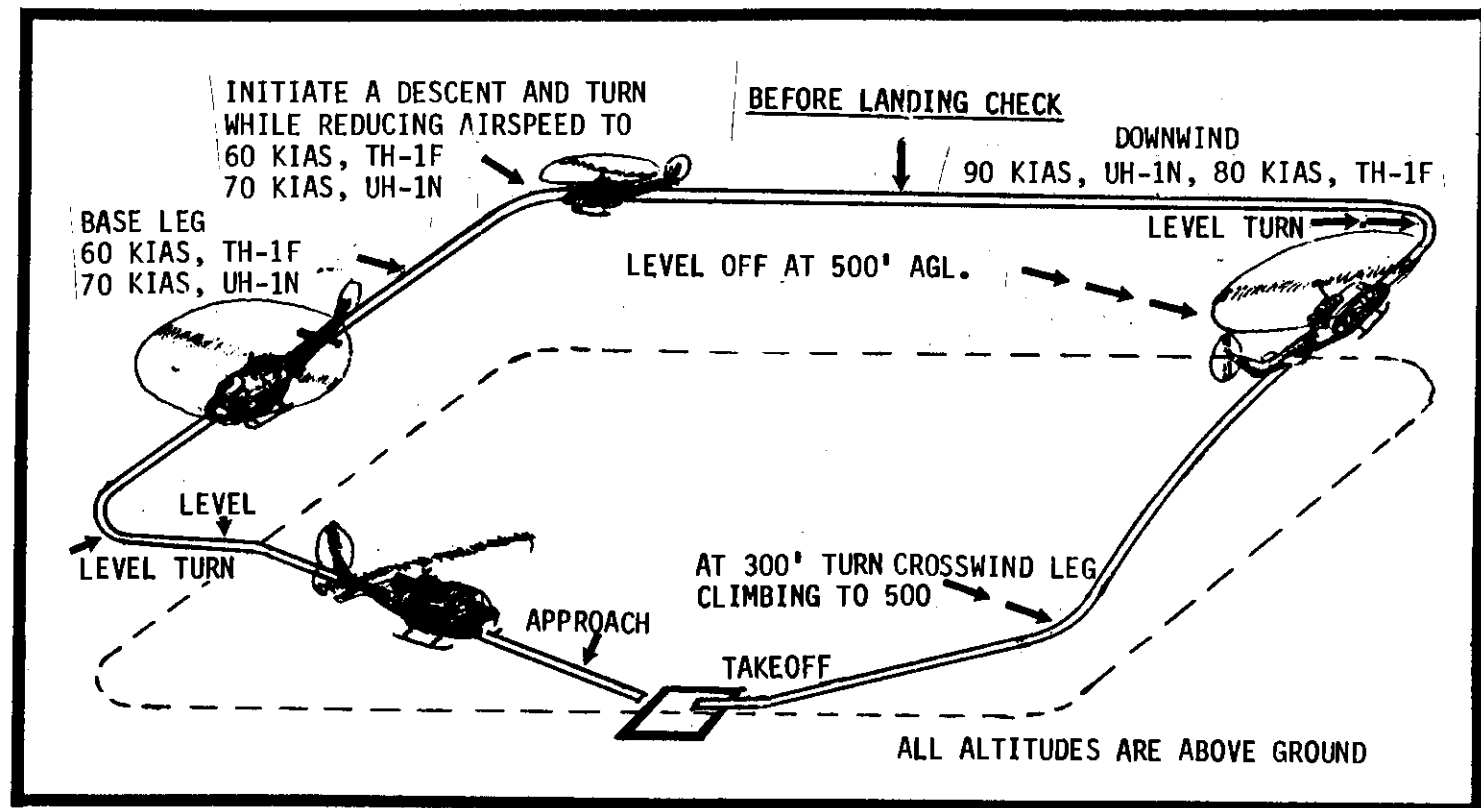 INITIATE A DESCENT AND TURN
WHILE REDUCING AIRSPEED TO
60 KIAS, TH-1F
70 KIAS, UH-1N
BEFORE LANDING CHECK
DOWNWIND
90 KIAS, UH-1N, 80 KIAS, TH-1F
LEVEL TURN
BASE LEG
60 KIAS, TH-1F
70 KIAS, UH-1N
LEVEL OFF AT 500' AGL.
LEVEL
LEVEL TURN
AT 300' TURN CROSSWIND LEG
CLIMBING TO 500
APPROACH
TAKEOFF
ALL ALTITUDES ARE ABOVE GROUND